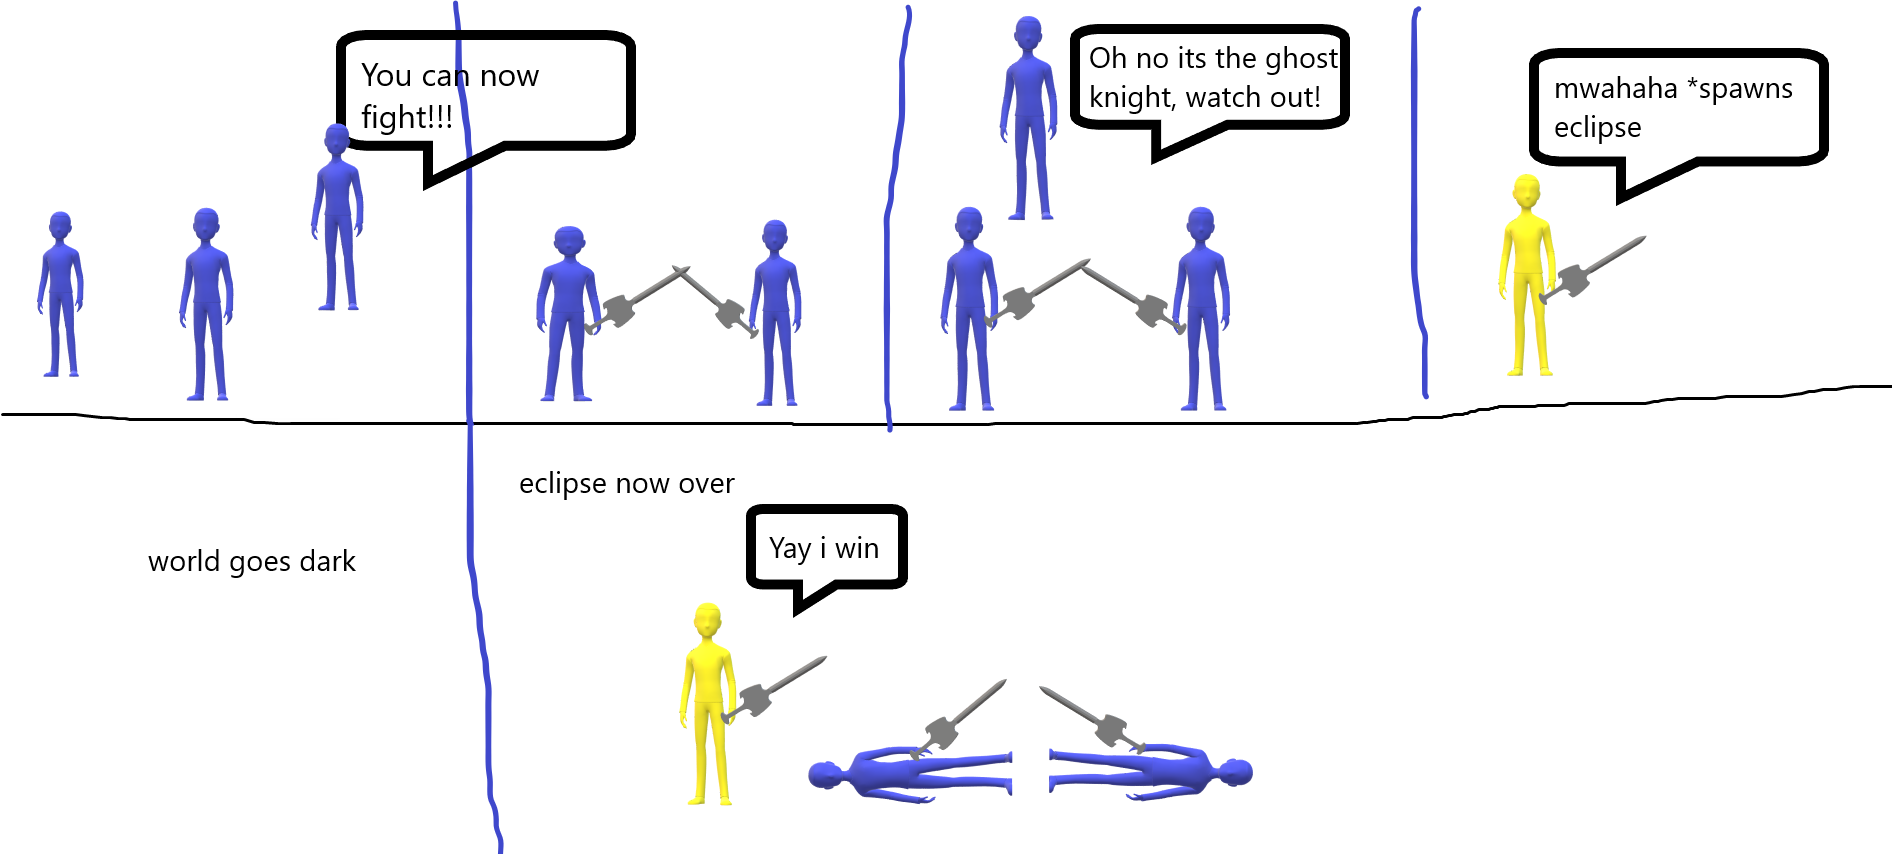 You can now
fight!!!
Oh no its the ghost
knight, watch out!
mwahaha *spawns
eclipse
world goes dark
eclipse now over
Yay i win